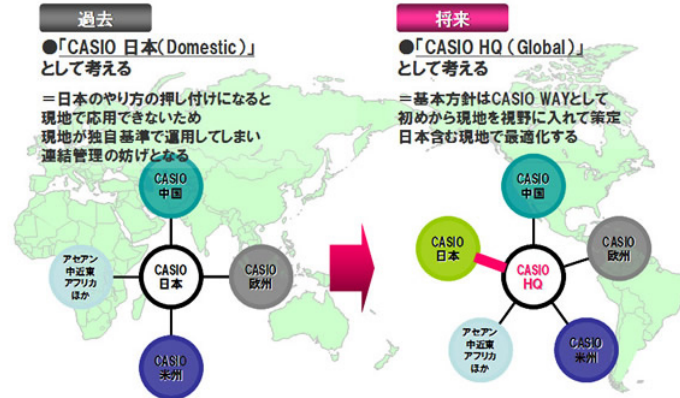 過去
●「CASIO 日本（Domestic）」
として考える
＝日本のやり方の押し付けになると
現地で応用できないため
現地が独自基準で運用してしまい
連結管理の妨げとなる
CASIO
中国
アセアン
中近東
アフリカ
ほか
CASIO
日本
CASIO
欧州
CASIO
米州
将来
●「CASIO HQ（Global）」
として考える
＝基本方針はCASIO WAYとして
初めから現地を視野に入れて策定
日本含む現地で最適化する
CASIO
中国
CASIO
日本
CASIO
欧州
CASIO
HQ
アセアン
中近東
アフリカ
ほか
CASIO
米州